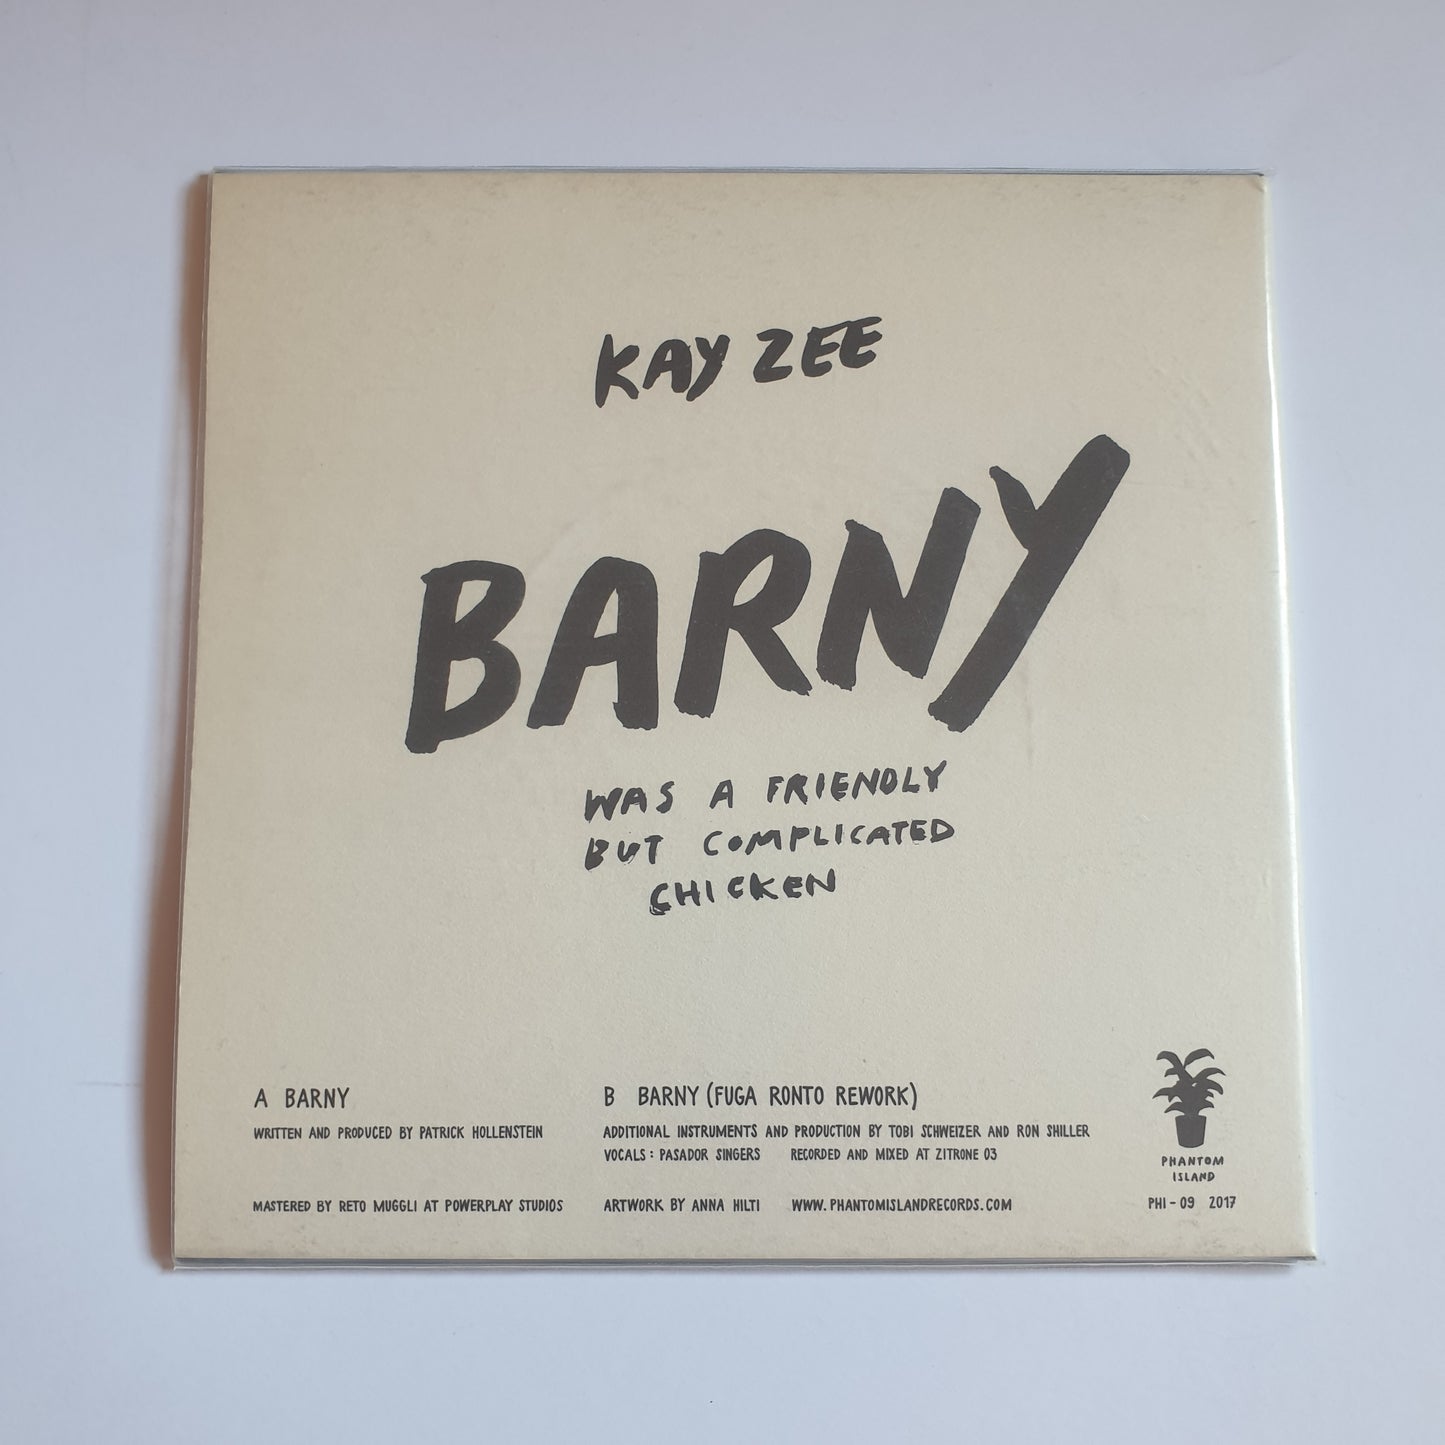 KAY ZEE
BARNY
WAS A FRIENDLY
BUT COMPLICATED
CHICKEN
A BARNY
WRITTEN AND PRODUCED BY PATRICK HOLLENSTEIN
MASTERED BY RETO MUGGLI AT POWERPLAY STUDIOS
B BARNY (FUGA RONTO REWORK)
ADDITIONAL INSTRUMENTS AND PRODUCTION BY TOBI SCHWEIZER AND RON SHILLER
VOCALS: PASADOR SINGERS RECORDED AND MIXED AT ZITRONE 03
ARTWORK BY ANNA HILTI WWW.PHANTOMISLANDRECORDS.COM
PHANTOM
ISLAND
PHI-09 2017